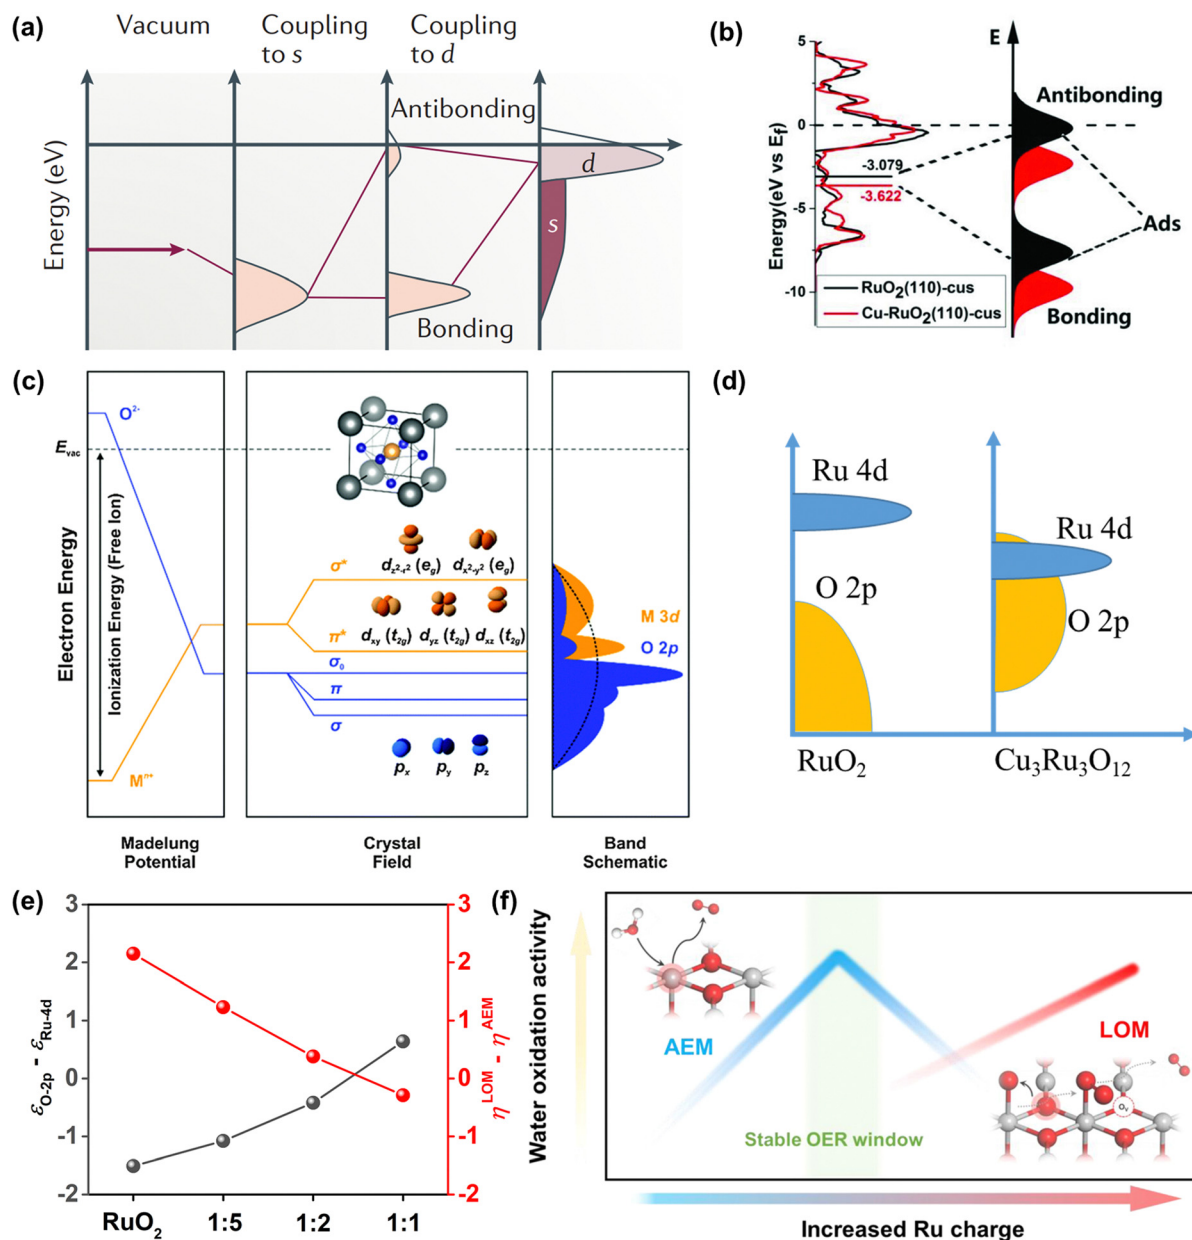 (a)
Vacuum
Coupling
to s
Coupling
to d
Energy (eV)
Antibonding
Bonding
d
s
(b)
Energy(eV vs Ef)
5
0
-5
-10
-3.079
-3.622
RuO2(110)-cus
Cu-RuO2(110)-cus
E
Antibonding
Ads
Bonding
(c)
Electron Energy
Evac
Ionization Energy (Free Ion)
O2-
Mn+
σ*
dz2-r2 (eg)
dx2-y2 (eg)
π*
dxy (t2g)
dyz (t2g)
dxz (t2g)
σ0
π
σ
px
py
pz
M 3d
O 2p
Madelung
Potential
Crystal
Field
Band
Schematic
(d)
Ru 4d
O 2p
RuO2
Ru 4d
O 2p
Cu3Ru3O12
(e)
εO-2p - εRu-4d
3
2
1
0
-1
-2
RuO2
1:5
1:2
1:1
3
2
1
0
-1
-2
ηLOM - ηAEM
(f)
Water oxidation activity
AEM
LOM
Ov
Stable OER window
Increased Ru charge